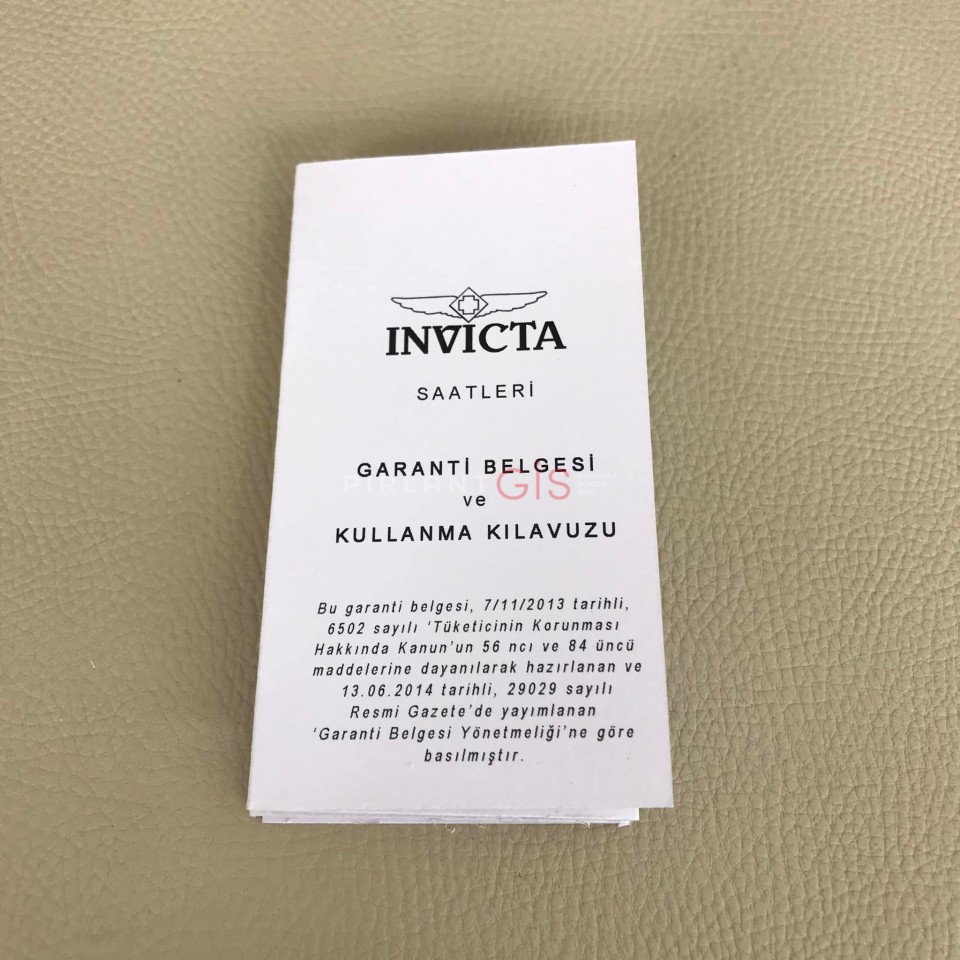 INVICTA
SAATLERİ
GARANTİ BELGESİ
PIRLANTGIS
ve
KULLANMA KILAVUZU
Bu garanti belgesi, 7/11/2013 tarihli,
6502 sayılı ‘Tüketicinin Korunması
Hakkında Kanun’un 56 ncı ve 84 üncü
maddelerine dayanılarak hazırlanan ve
13.06.2014 tarihli, 29029 sayılı
Resmi Gazete’de yayımlanan
‘Garanti Belgesi Yönetmeliği’ne göre
basılmıştır.